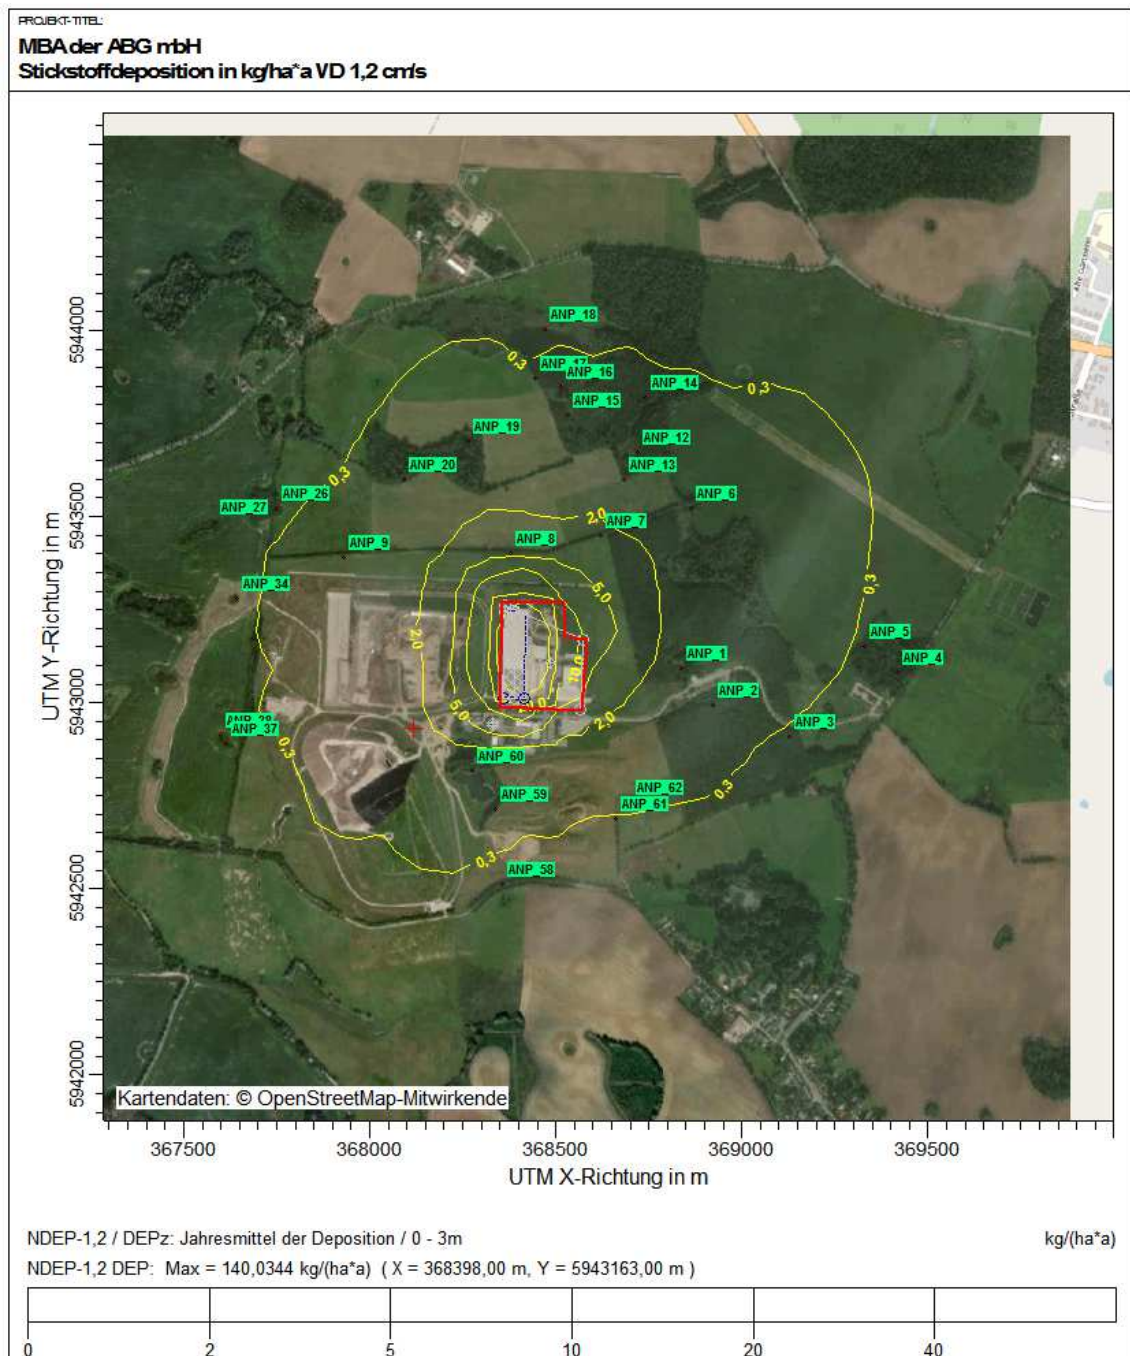 PROJEKT-TITEL:
MBA der ABG mbH
Stickstoffdeposition in kg/ha*a VD 1,2 cm/s
UTM Y-Richtung in m
5944000
5943500
5943000
5942500
5942000
ANP_18
0,3
ANP_17
ANP_16
ANP_14
0,3
ANP_15
ANP_19
ANP_12
ANP_20
ANP_13
0,3
ANP_26
ANP_6
ANP_27
2,0
ANP_7
ANP_8
ANP_9
ANP_34
5,0
0,3
2,0
ANP_5
ANP_1
ANP_4
10,0
ANP_2
5,0
2,0
ANP_3
ANP_37
0,3
ANP_60
ANP_62
0,3
ANP_59
ANP_61
0,3
ANP_58
Kartendaten: © OpenStreetMap-Mitwirkende
367500 368000 368500 369000 369500
UTM X-Richtung in m
NDEP-1,2 / DEPz: Jahresmittel der Deposition / 0 - 3m kg/(ha*a)
NDEP-1,2 DEP: Max = 140,0344 kg/(ha*a) ( X = 368398,00 m, Y = 5943163,00 m )
0 2 5 10 20 40